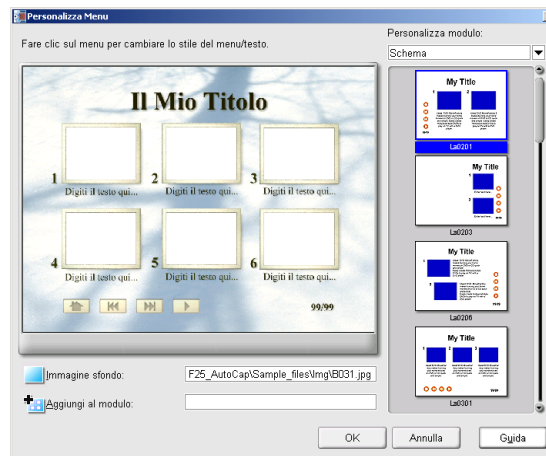 Personalizza Menu
Fare clic sul menu per cambiare lo stile del menu/testo.
Personalizza modulo:
Schema
Il Mio Titolo
1
2
3
Digiti il testo qui...
Digiti il testo qui...
Digiti il testo qui...
4
5
6
Digiti il testo qui...
Digiti il testo qui...
Digiti il testo qui...
99/99
My Title
1
2
La0201
My Title
La0203
My Title
La0206
My Title
La0301
Immagine sfondo:
F25_AutoCap\Sample_files\Img\B031.jpg
Aggiungi al modulo:
OK
Annulla
Guida